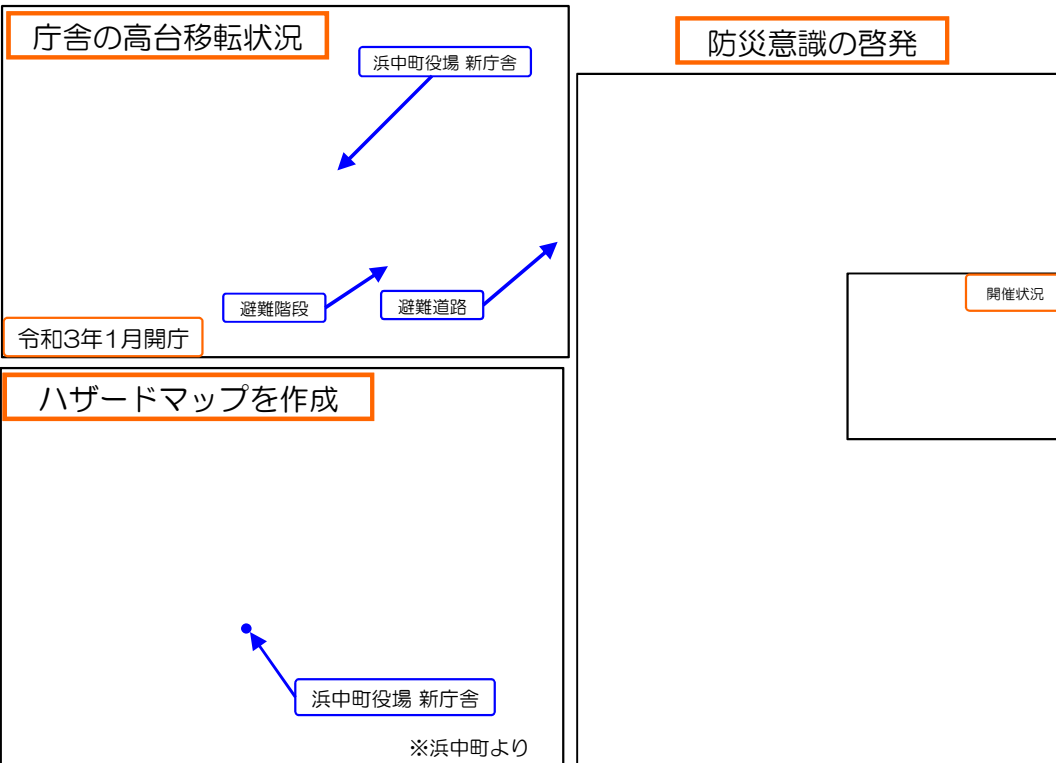 庁舎の高台移転状況
浜中町役場 新庁舎
避難階段
避難道路
令和3年1月開庁
ハザードマップを作成
浜中町役場 新庁舎
※浜中町より
防災意識の啓発
開催状況